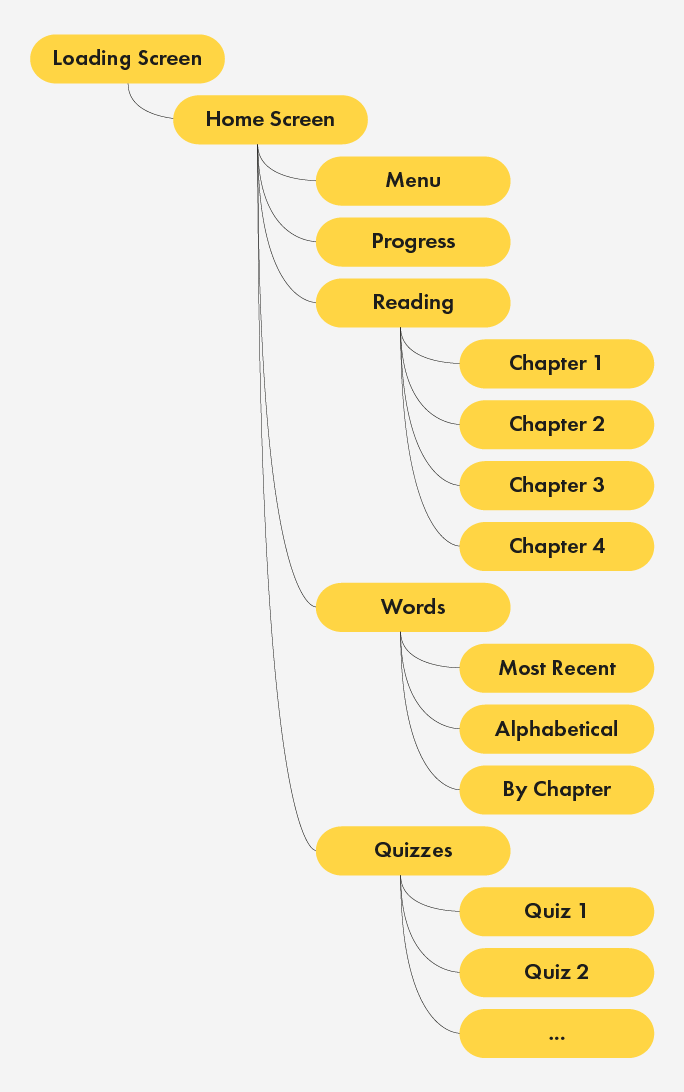 Loading Screen
Home Screen
Menu
Progress
Reading
Chapter 1
Chapter 2
Chapter 3
Chapter 4
Words
Most Recent
Alphabetical
By Chapter
Quizzes
Quiz 1
Quiz 2
...